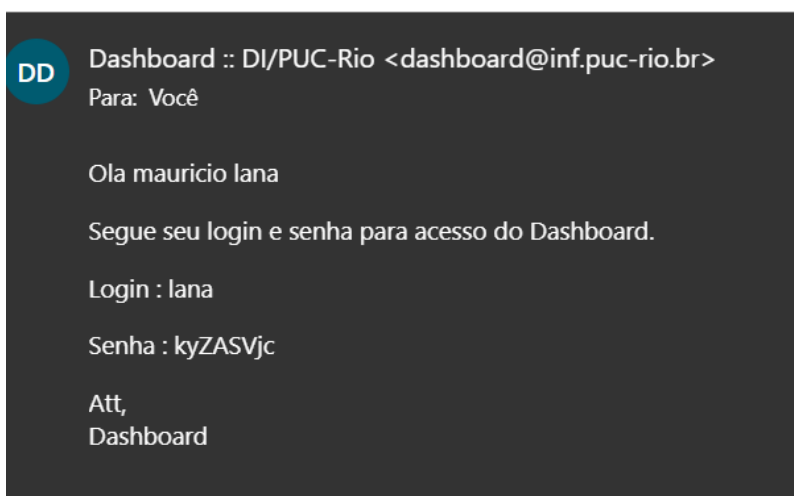 DD
Dashboard :: DI/PUC-Rio <dashboard@inf.puc-rio.br>
Para: Você
Ola mauricio lana
Segue seu login e senha para acesso do Dashboard.
Login : lana
Senha : kyZASVjc
Att,
Dashboard